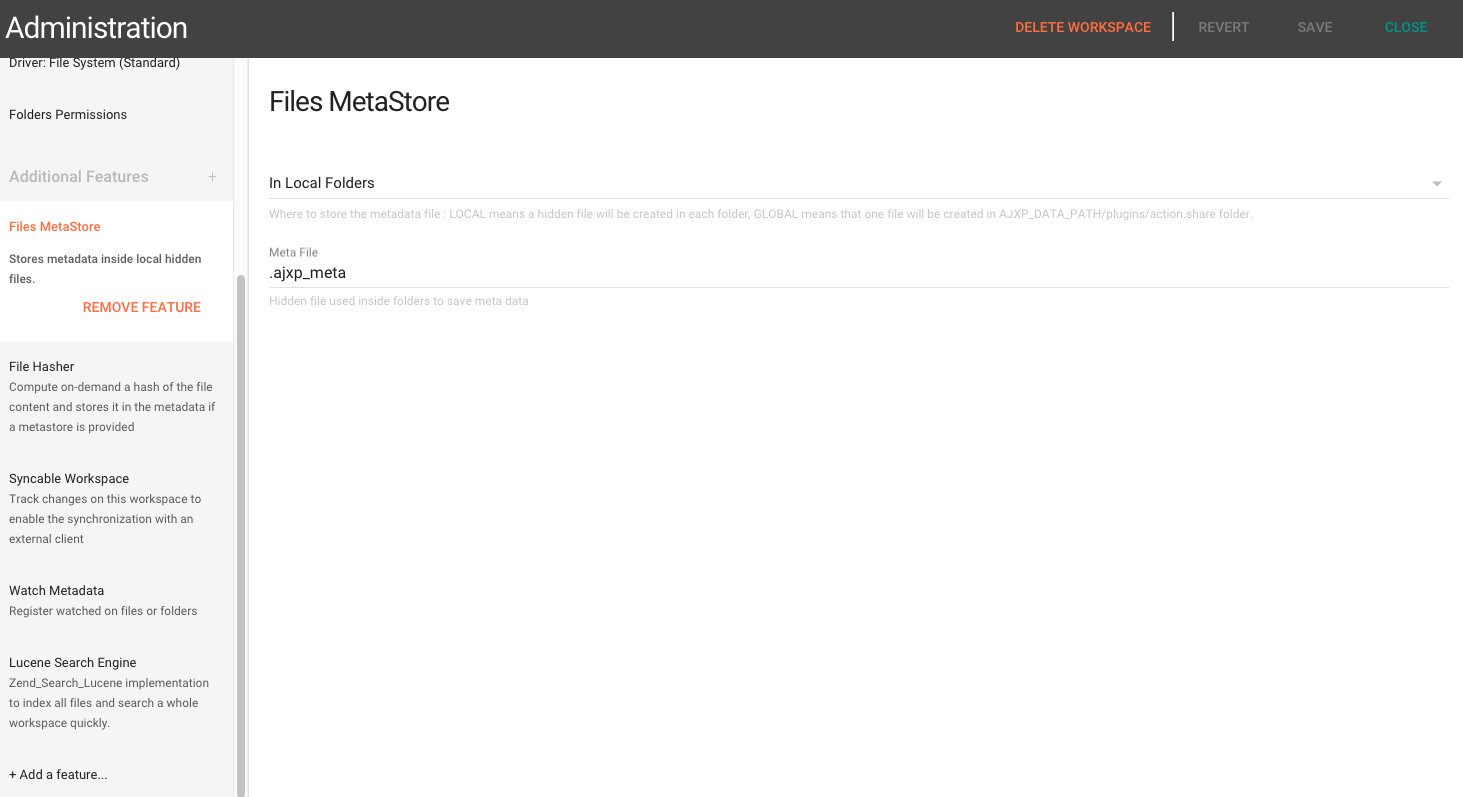 Administration
DELETE WORKSPACE
REVERT
SAVE
CLOSE
Driver: File System (Standard)
Folders Permissions
Additional Features +
Files MetaStore
Stores metadata inside local hidden
files.
REMOVE FEATURE
File Hasher
Compute on-demand a hash of the file
content and stores it in the metadata if
a metastore is provided
Syncable Workspace
Track changes on this workspace to
enable the synchronization with an
external client
Watch Metadata
Register watched on files or folders
Lucene Search Engine
Zend_Search_Lucene implementation
to index all files and search a whole
workspace quickly.
+ Add a feature...
Files MetaStore
In Local Folders
Where to store the metadata file : LOCAL means a hidden file will be created in each folder, GLOBAL means that one file will be created in AJXP_DATA_PATH/plugins/action.share folder.
Meta File
.ajxp_meta
Hidden file used inside folders to save meta data